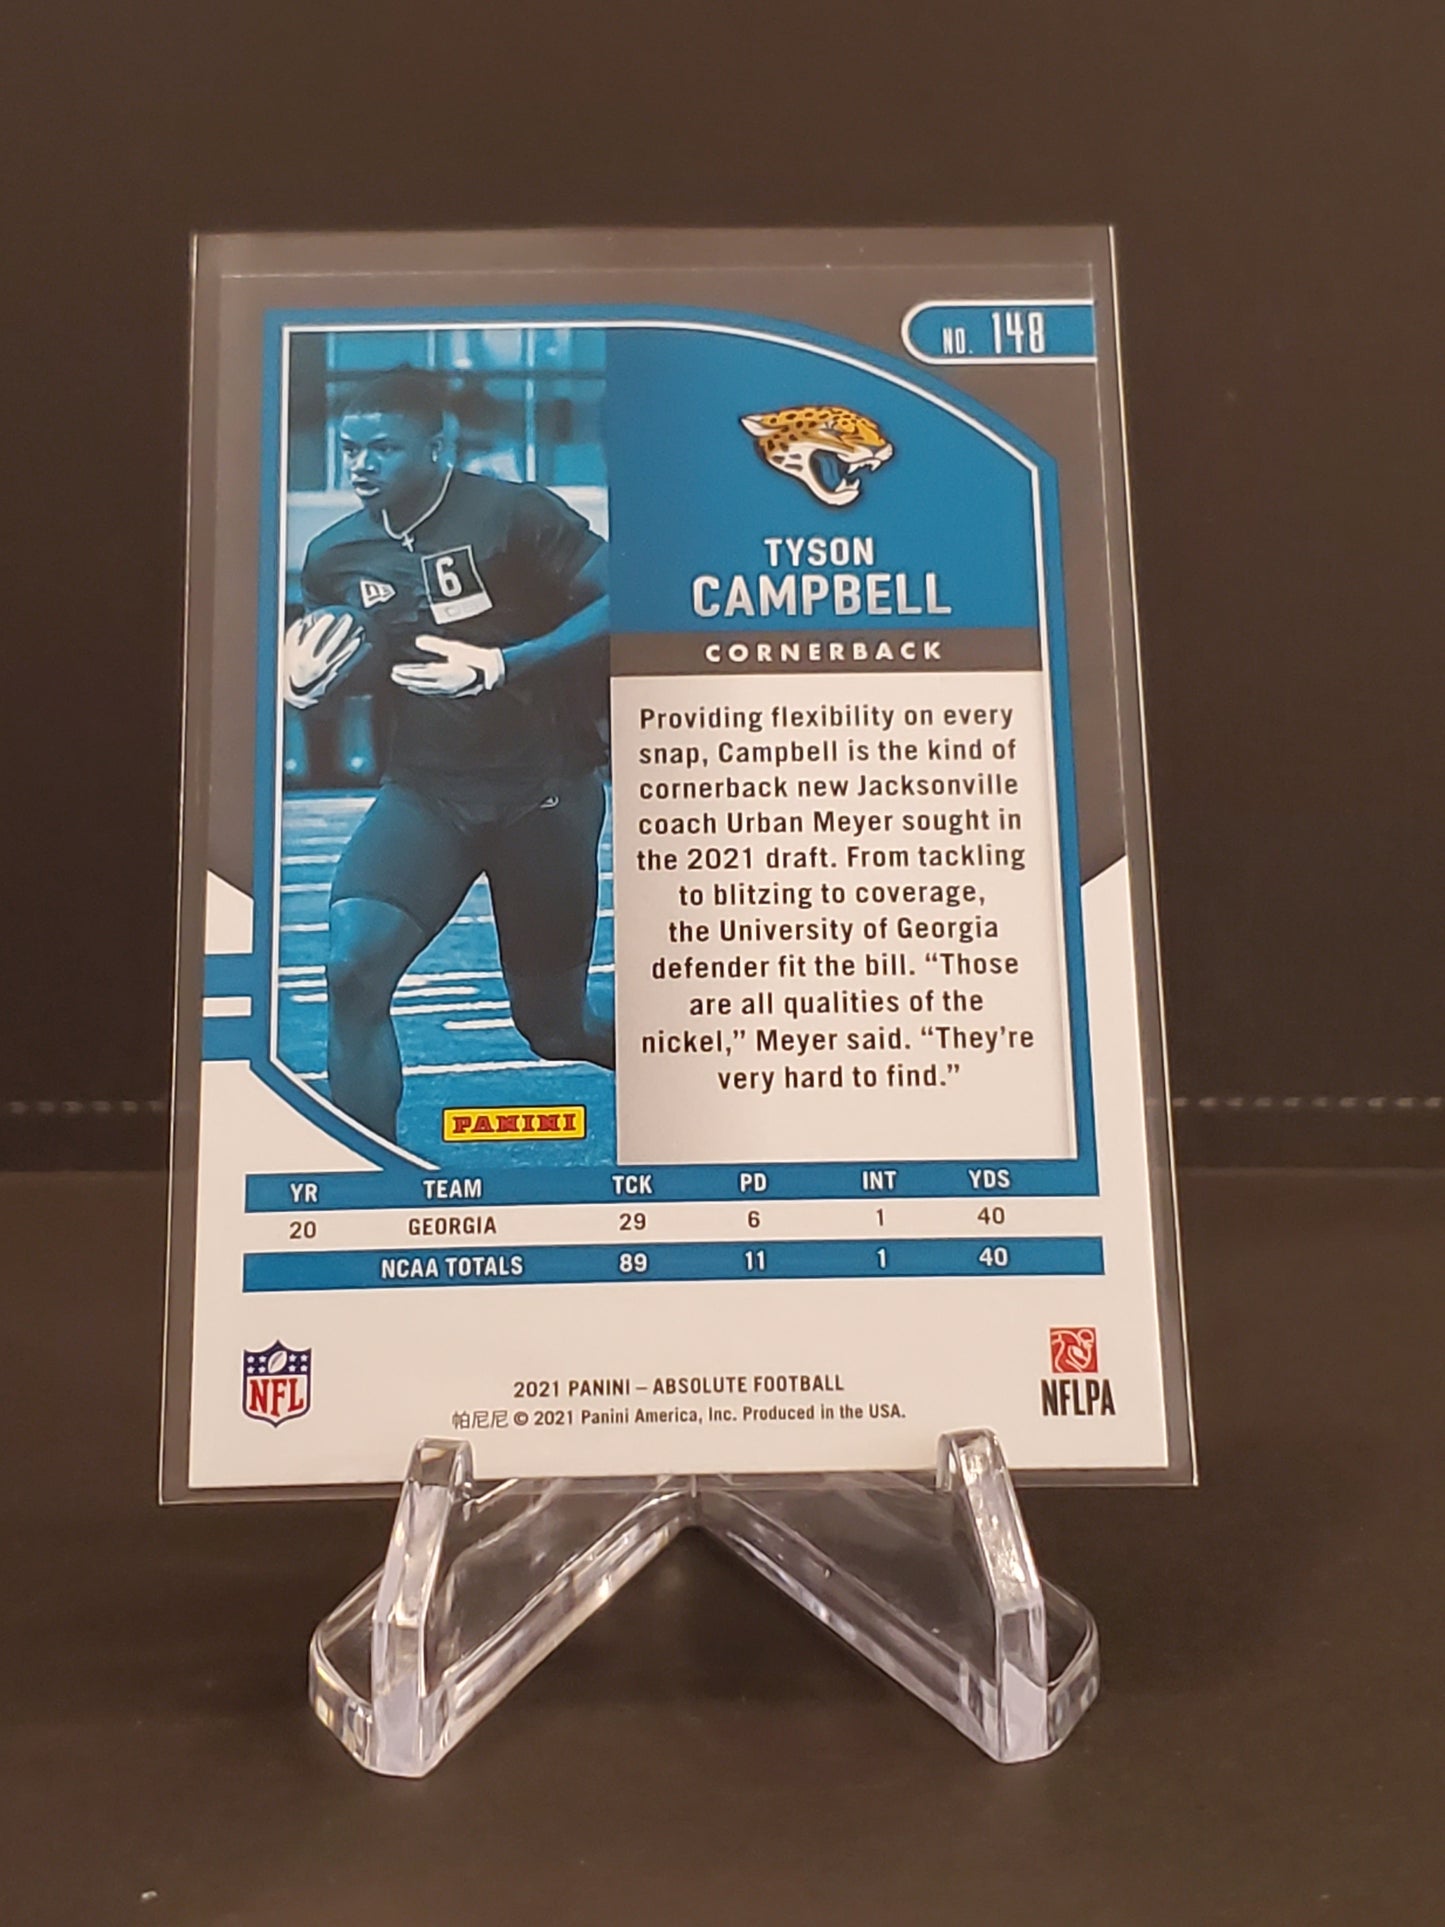 NO. 148
6
TYSON
CAMPBELL
CORNERBACK
Providing flexibility on every
snap, Campbell is the kind of
cornerback new Jacksonville
coach Urban Meyer sought in
the 2021 draft. From tackling
to blitzing to coverage,
the University of Georgia
defender fit the bill. “Those
are all qualities of the
nickel,” Meyer said. “They’re
very hard to find.”
PANINI
YR TEAM TCK PD INT YDS
20 GEORGIA 29 6 1 40
NCAA TOTALS 89 11 1 40
NFL
NFLPA
2021 PANINI – ABSOLUTE FOOTBALL
帕尼尼 © 2021 Panini America, Inc. Produced in the USA.